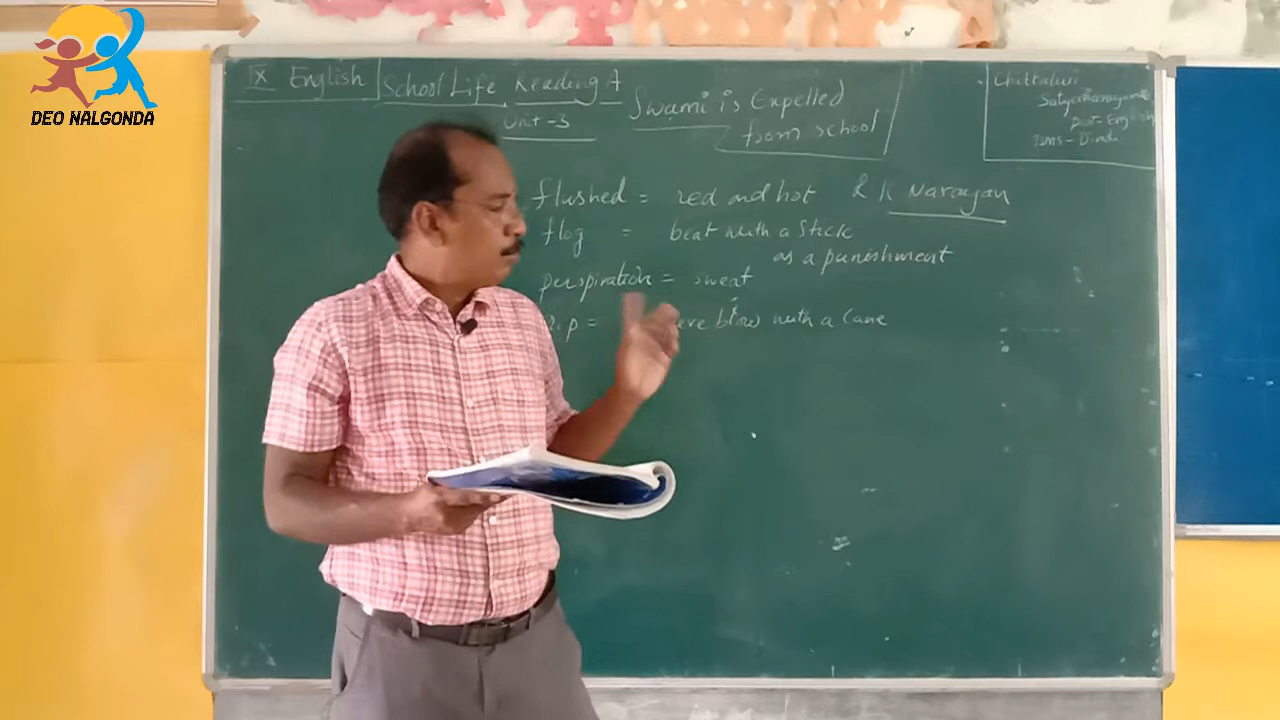 DEO NALGONDA
IX English School Life Reading A
Unit-3
Swami is Expelled
from school
Chittaluri
flushed = red and hot R K Narayan
flog = beat with a stick
as a punishment
perspiration = sweat
= blow with a cane